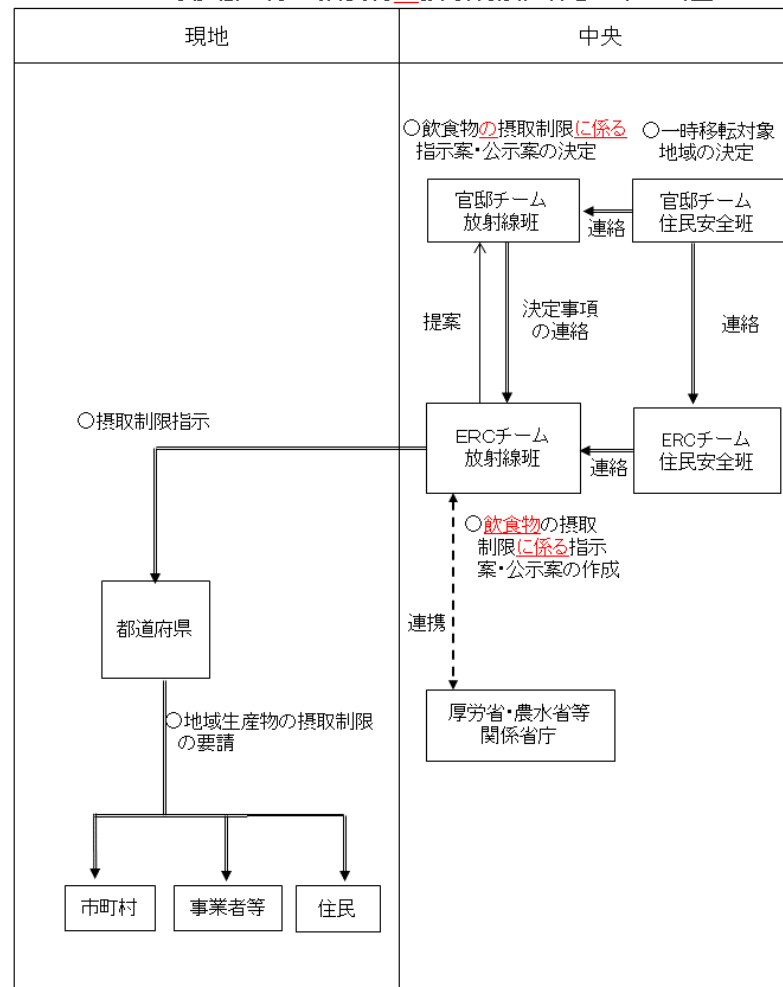 現地
中央
○飲食物の摂取制限に係る
指示案・公示案の決定
○一時移転対象
地域の決定
官邸チーム
放射線班
連絡
官邸チーム
住民安全班
提案
決定事項
の連絡
連絡
○摂取制限指示
ERCチーム
放射線班
連絡
ERCチーム
住民安全班
○飲食物の摂取
制限に係る指示
案・公示案の作成
都道府県
連携
厚労省・農水省等
関係省庁
○地域生産物の摂取制限
の要請
市町村
事業者等
住民